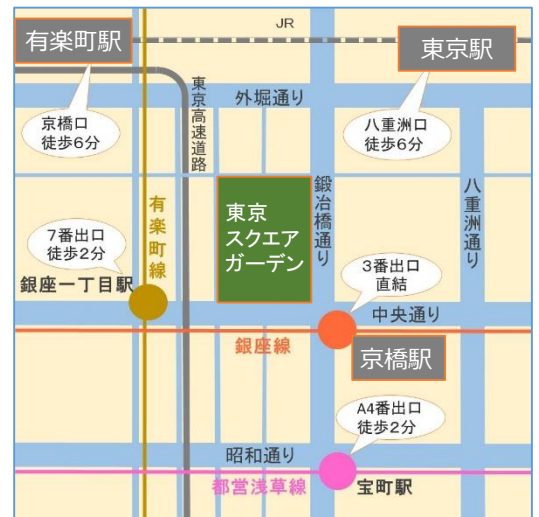 JR
有楽町駅
東京駅
東京高速道路
外堀通り
京橋口
徒歩6分
八重洲口
徒歩6分
有楽町線
東京
スクエア
ガーデン
鍛冶橋通り
八重洲通り
7番出口
徒歩2分
銀座一丁目駅
3番出口
直結
中央通り
銀座線
京橋駅
A4番出口
徒歩2分
昭和通り
都営浅草線
宝町駅